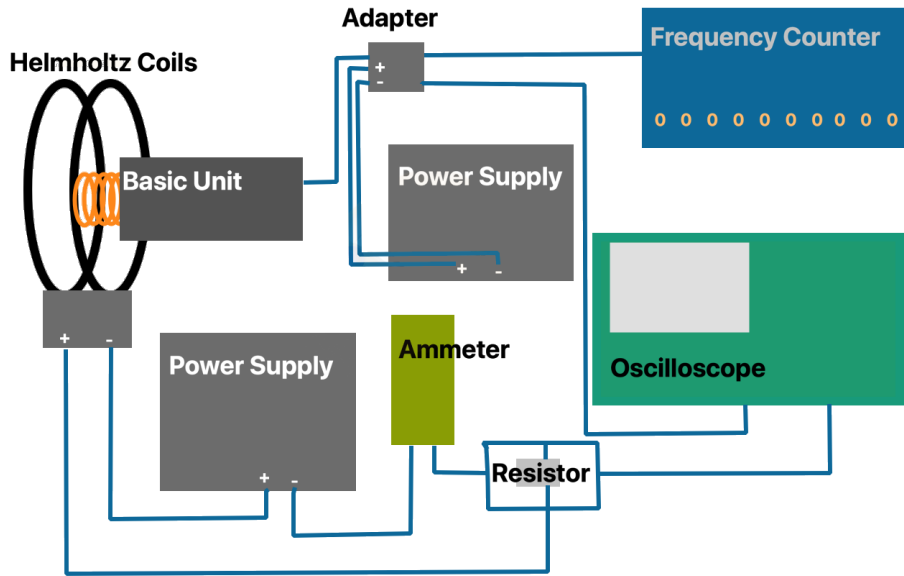 Adapter
Frequency Counter
Helmholtz Coils
+
-
0 0 0 0 0 0 0 0 0 0
Basic Unit
Power Supply
+ -
+ -
Power Supply
Ammeter
Oscilloscope
Resistor
+ -